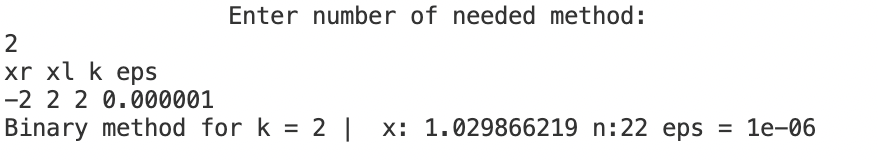 Enter number of needed method:
2
xr xl k eps
-2 2 2 0.000001
Binary method for k = 2 |  x: 1.029866219 n:22 eps = 1e-06